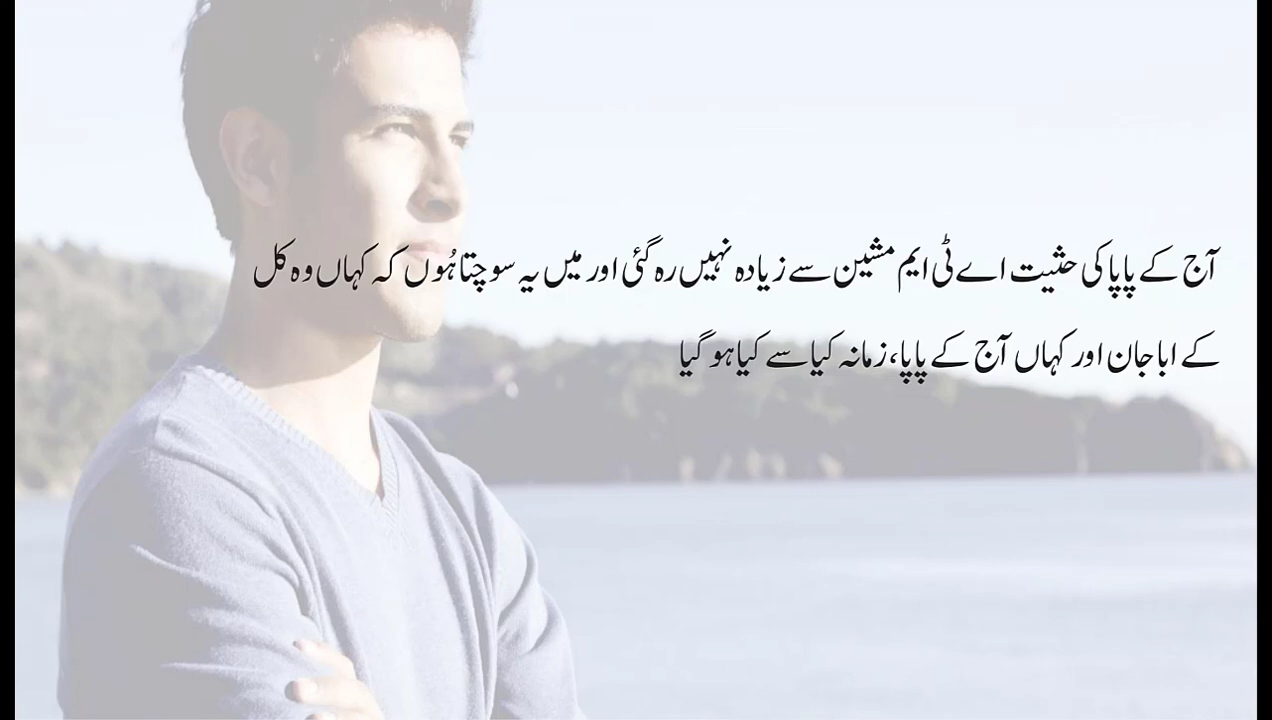 آج کے پاپا کی حثیت اے ٹی ایم مشین سے زیادہ نہیں رہ گئی اور میں یہ سوچتا ہُوں کہ کہاں وہ کل
کے ابا جان اور کہاں آج کے پاپا، زمانہ کیا سے کیا ہو گیا